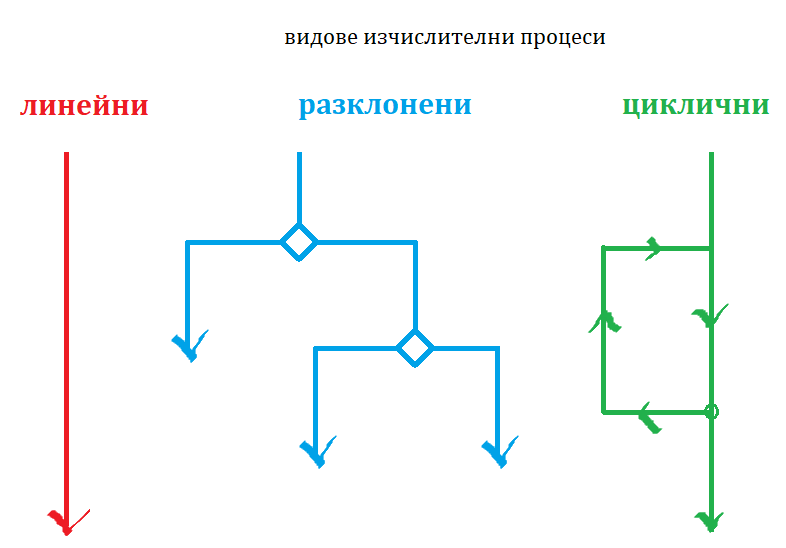 видове изчислителни процеси
линейни
разклонени
циклични